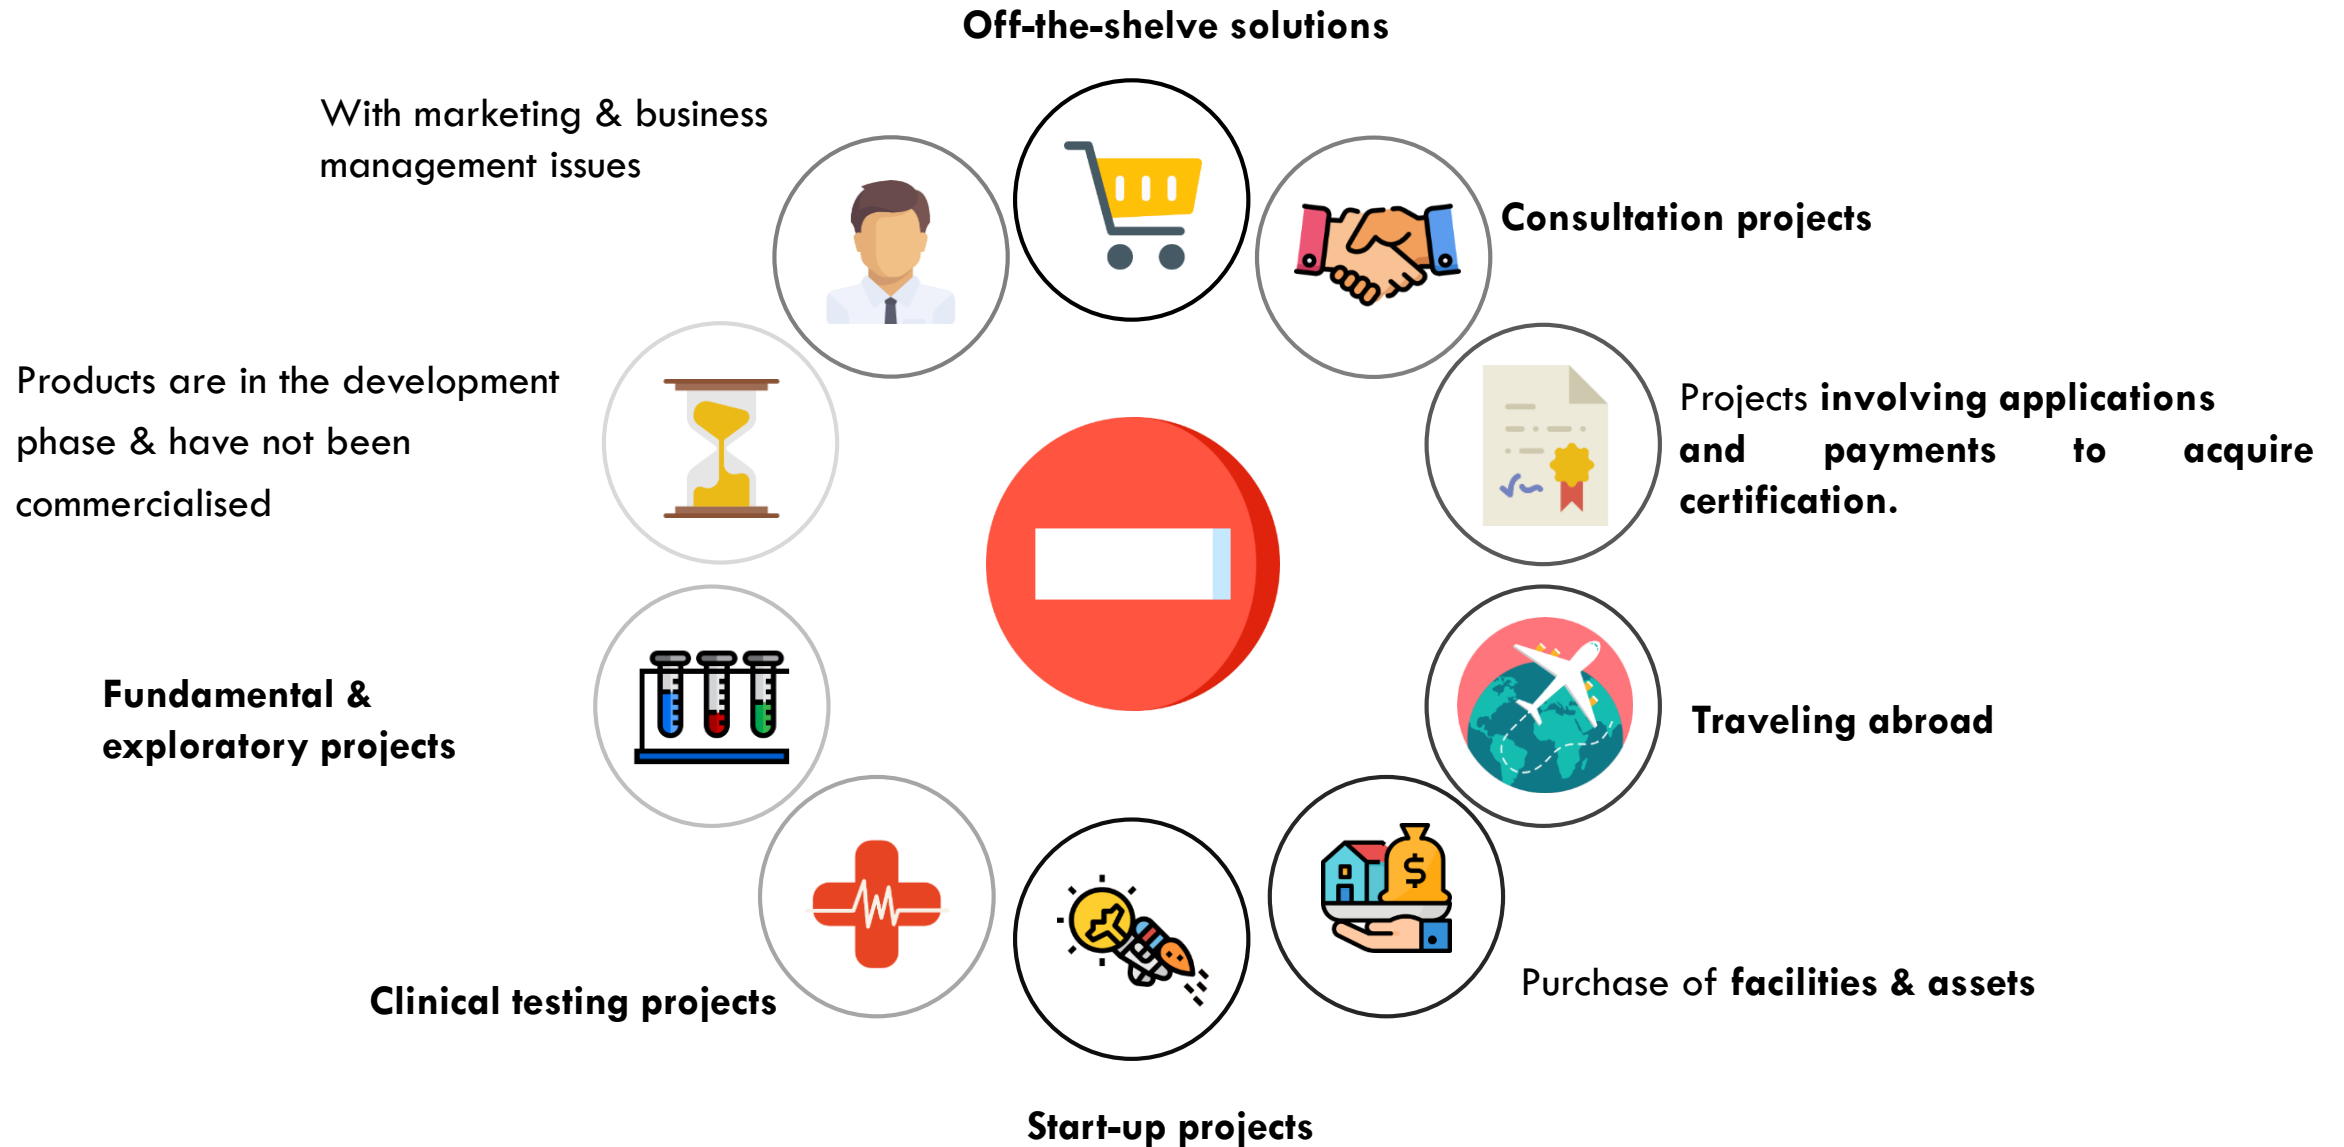 Off-the-shelve solutions
With marketing & business
management issues
Consultation projects
Products are in the development
phase & have not been
commercialised
Projects involving applications
and payments to acquire
certification.
Fundamental &
exploratory projects
Traveling abroad
Clinical testing projects
Purchase of facilities & assets
Start-up projects